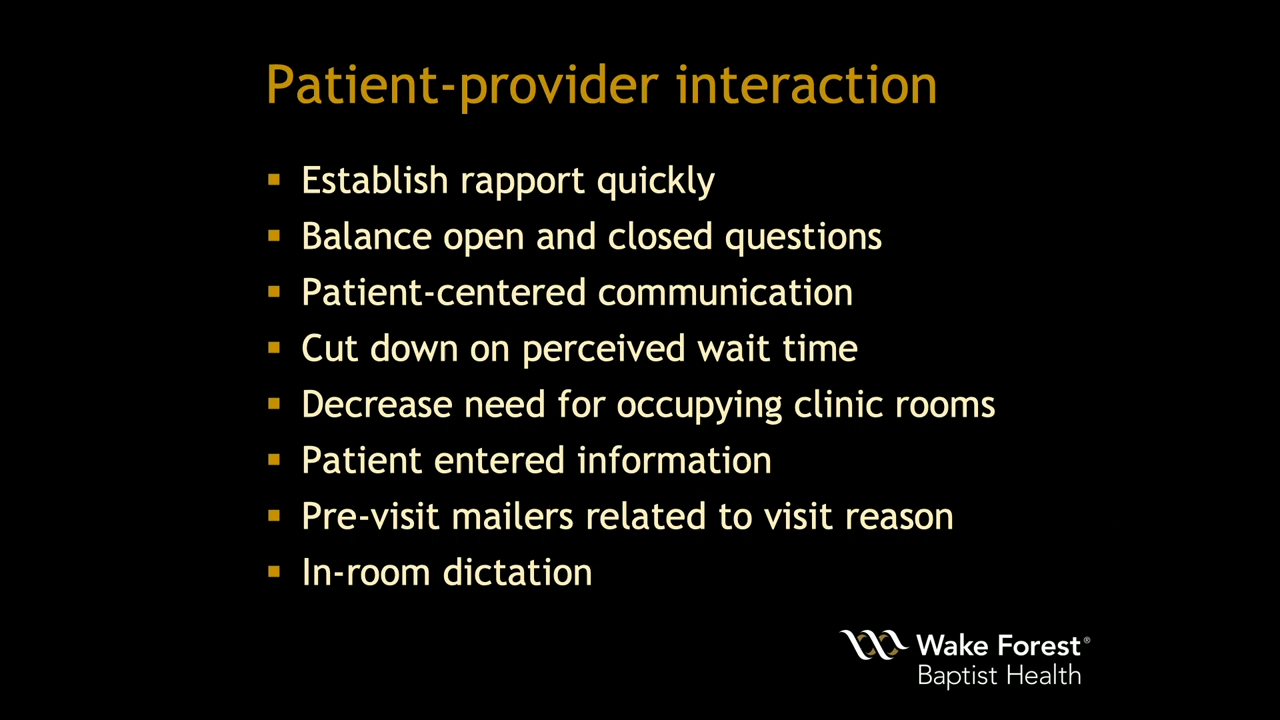 Patient-provider interaction
Establish rapport quickly
Balance open and closed questions
Patient-centered communication
Cut down on perceived wait time
Decrease need for occupying clinic rooms
Patient entered information
Pre-visit mailers related to visit reason
In-room dictation
Wake Forest®
Baptist Health